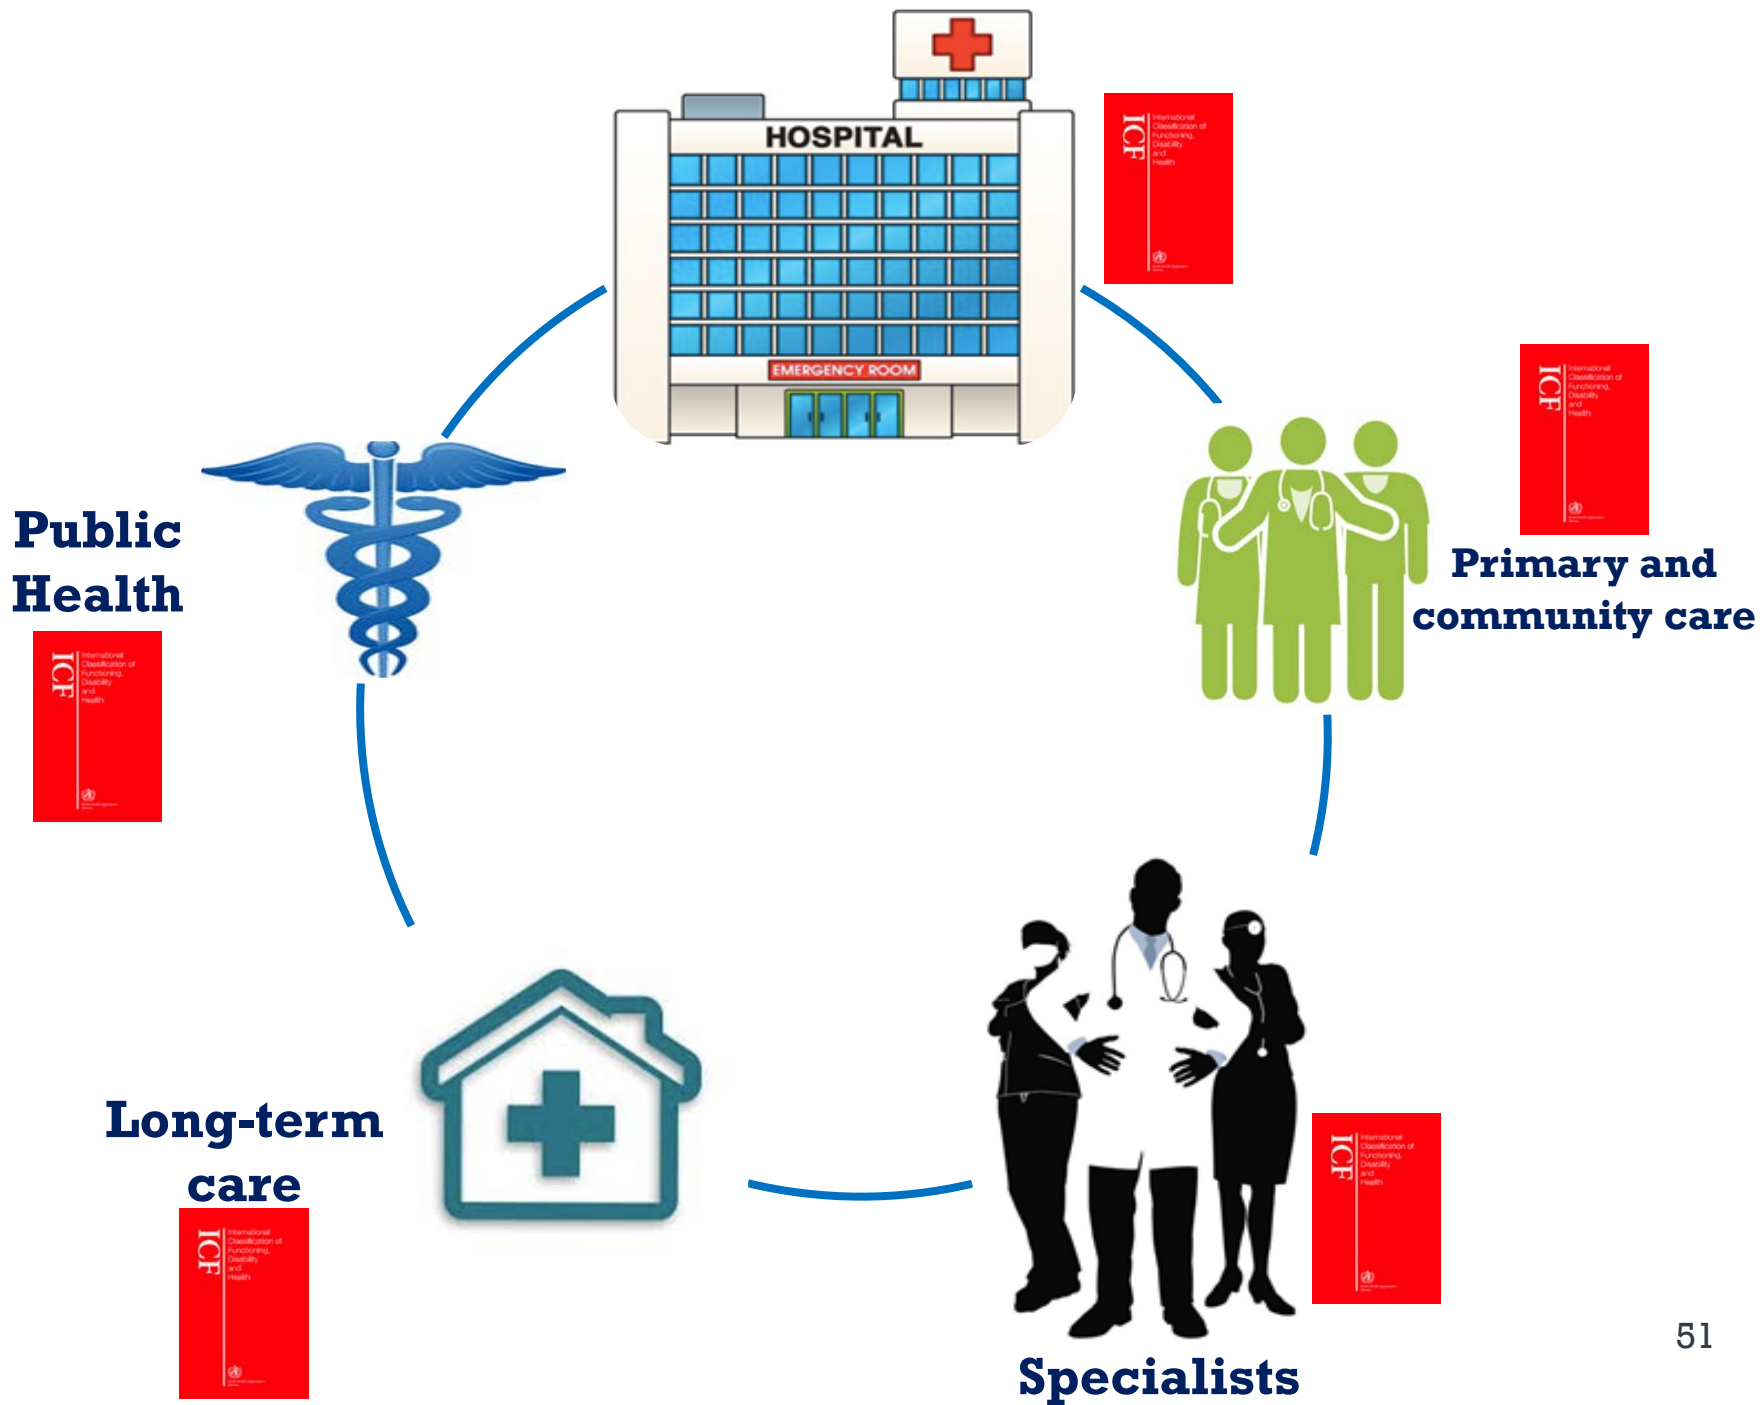 HOSPITAL
EMERGENCY ROOM
ICF
International
Classification of
Functioning,
Disability
and
Health
ICF
International
Classification of
Functioning,
Disability
and
Health
Primary and
community care
Public
Health
ICF
International
Classification of
Functioning,
Disability
and
Health
Long-term
care
ICF
International
Classification of
Functioning,
Disability
and
Health
ICF
International
Classification of
Functioning,
Disability
and
Health
Specialists
51